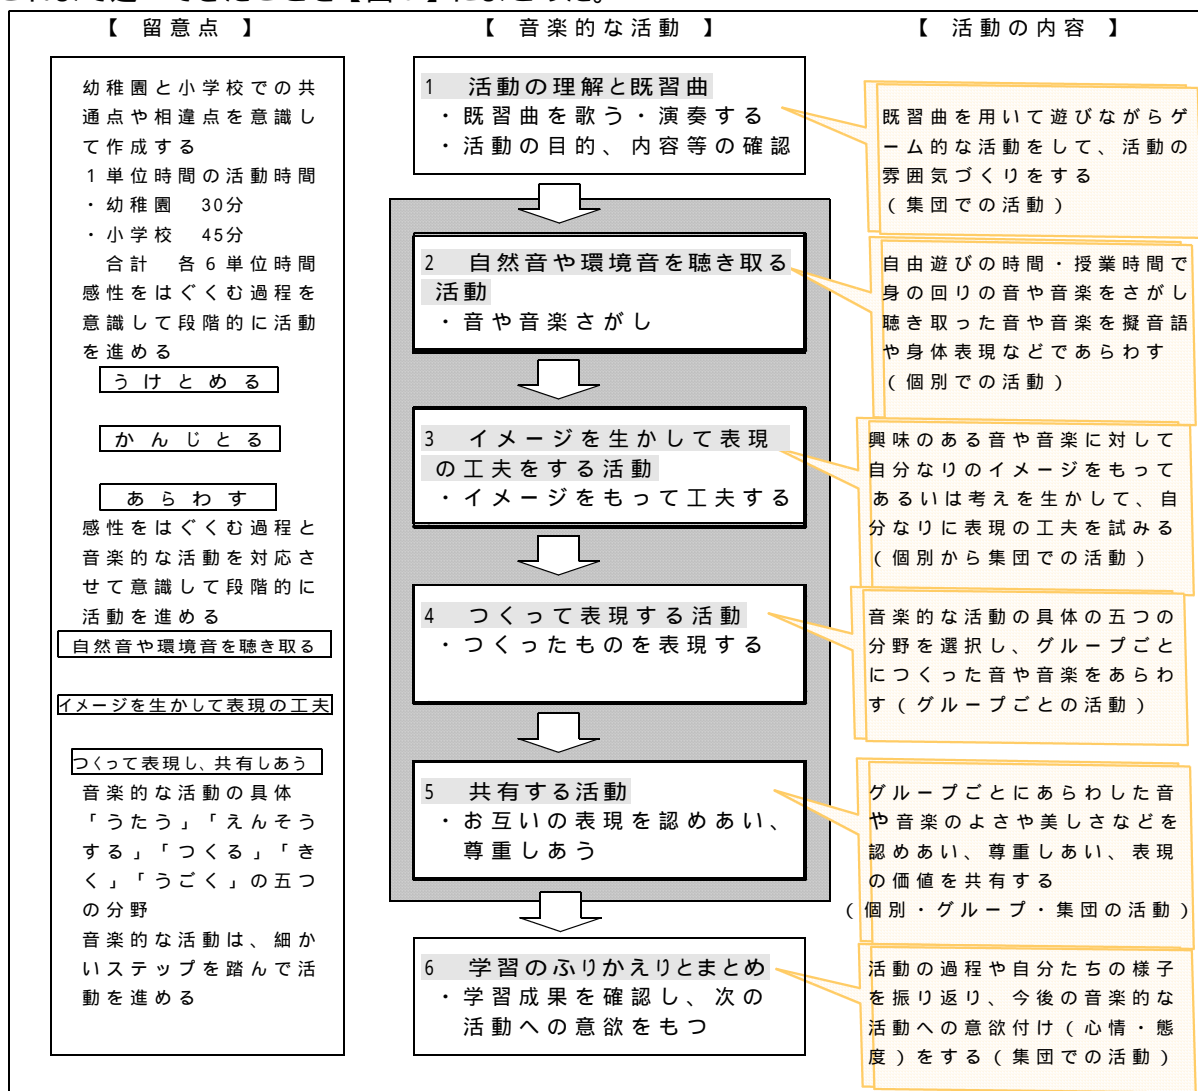 【 留意点 】
幼稚園と小学校での共
通点や相違点を意識し
て作成する
1単位時間の活動時間
・幼稚園 30分
・小学校 45分
合計 各6単位時間
感性をはぐくむ過程を
意識して段階的に活動
を進める
うけとめる
かんじとる
あらわす
感性をはぐくむ過程と
音楽的な活動を対応さ
せて意識して段階的に
活動を進める
自然音や環境音を聴き取る
イメージを生かして表現の工夫
つくって表現し、共有しあう
音楽的な活動の具体
「うたう」「えんそう
する」「つくる」「き
く」「うごく」の五つ
の分野
音楽的な活動は、細か
いステップを踏んで活
動を進める
【 音楽的な活動 】
1 活動の理解と既習曲
・既習曲を歌う・演奏する
・活動の目的、内容等の確認
2 自然音や環境音を聴き取る
活動
・音や音楽さがし
3 イメージを生かして表現
の工夫をする活動
・イメージをもって工夫する
4 つくって表現する活動
・つくったものを表現する
5 共有する活動
・お互いの表現を認めあい、
尊重しあう
6 学習のふりかえりとまとめ
・学習成果を確認し、次の
活動への意欲をもつ
【 活動の内容 】
既習曲を用いて遊びながらゲ
ーム的な活動をして、活動の
雰囲気づくりをする
(集団での活動)
自由遊びの時間・授業時間で
身の回りの音や音楽をさがし
聴き取った音や音楽を擬音語
や身体表現などであらわす
(個別での活動)
興味のある音や音楽に対して
自分なりのイメージをもって
あるいは考えを生かして、自
分なりに表現の工夫を試みる
(個別から集団での活動)
音楽的な活動の具体の五つの
分野を選択し、グループごと
につくった音や音楽をあらわ
す(グループごとの活動)
グループごとにあらわした音
や音楽のよさや美しさなどを
認めあい、尊重しあい、表現
の価値を共有する
(個別・グループ・集団の活動)
活動の過程や自分たちの様子
を振り返り、今後の音楽的な
活動への意欲付け(心情・態
度)をする(集団での活動)